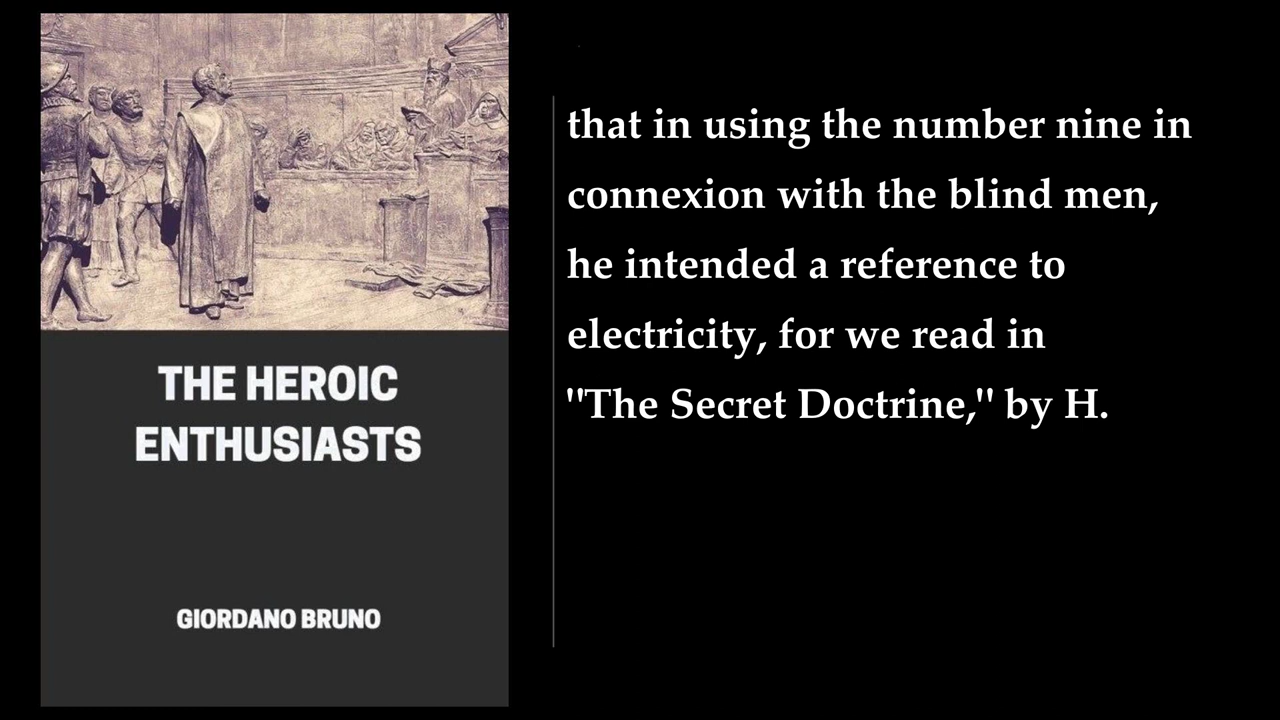 THE HEROIC
ENTHUSIASTS
GIORDANO BRUNO
that in using the number nine in
connexion with the blind men,
he intended a reference to
electricity, for we read in
"The Secret Doctrine," by H.